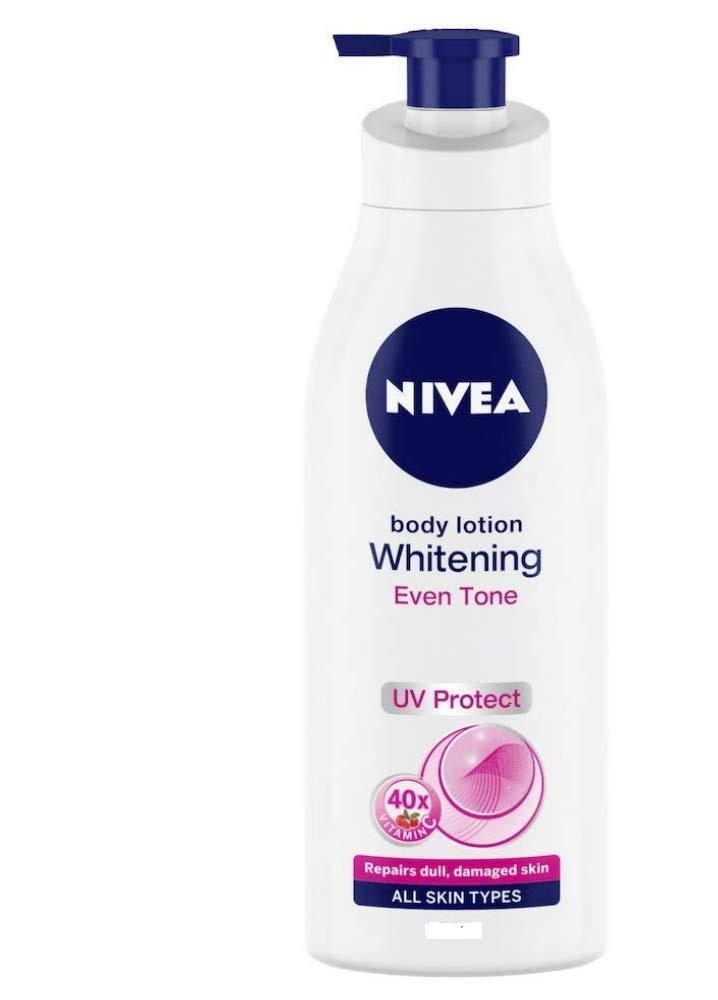 NIVEA
body lotion
Whitening
Even Tone
UV Protect
40x
VITAMIN C
Repairs dull, damaged skin
ALL SKIN TYPES